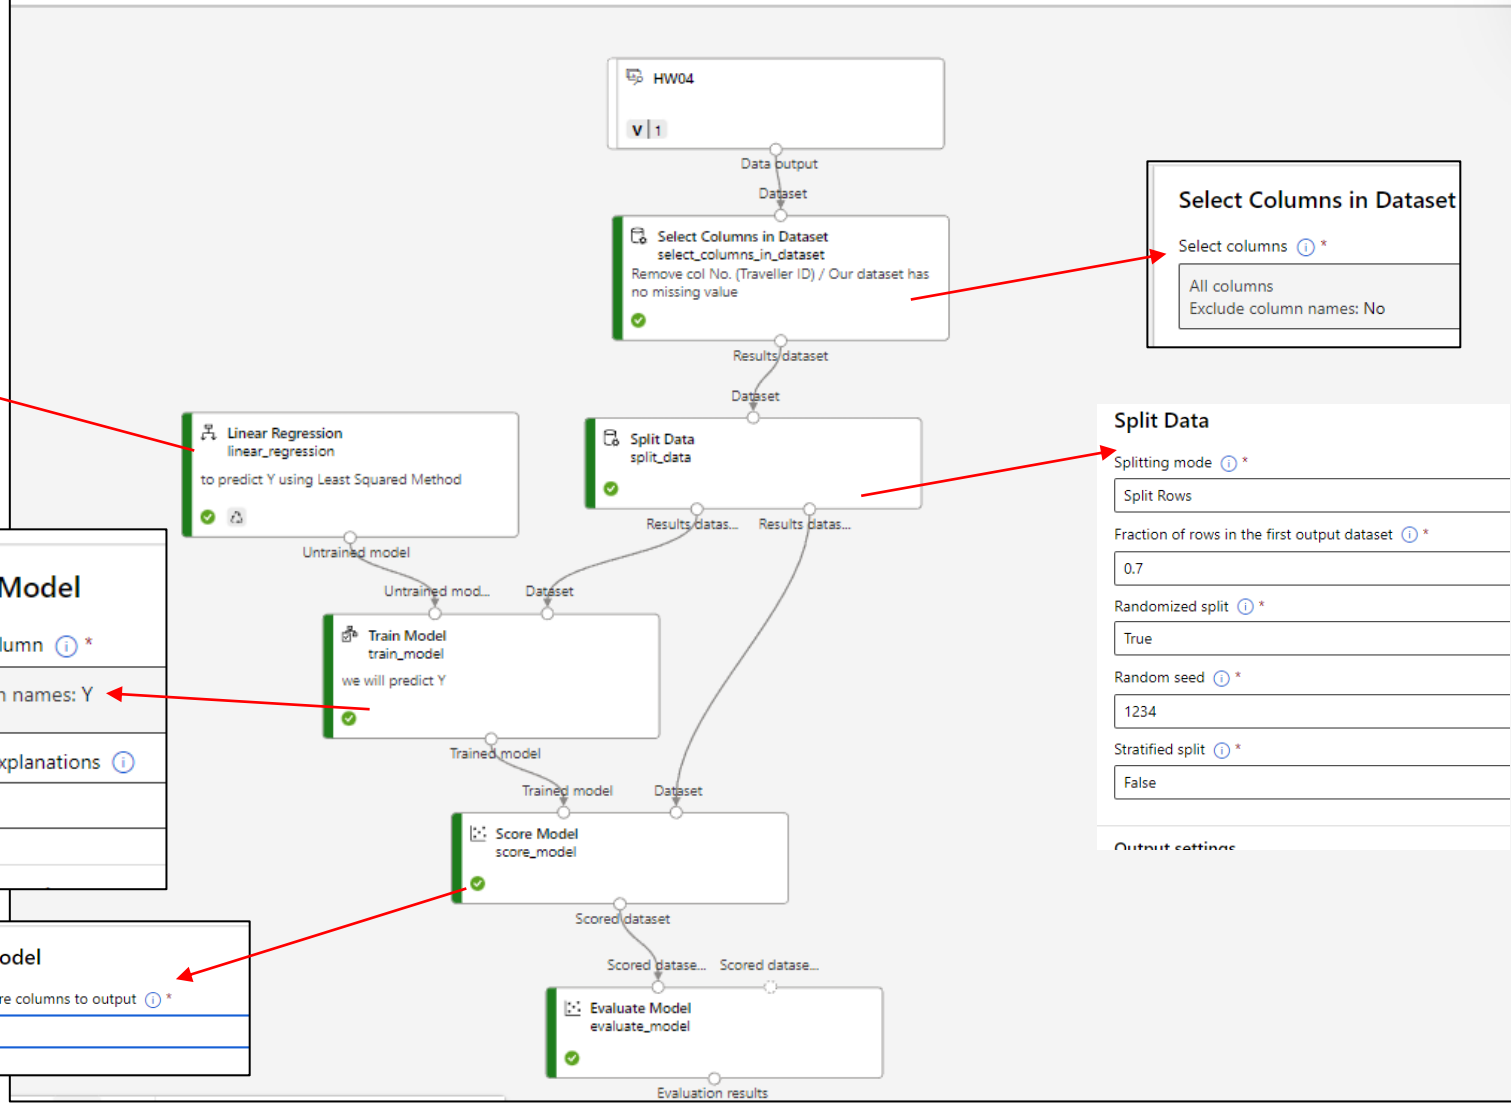 HW04
V | 1
Data output
Dataset
Select Columns in Dataset
select_columns_in_dataset
Remove col No. (Traveller ID) / Our dataset has
no missing value
Results dataset
Select Columns in Dataset
Select columns *
All columns
Exclude column names: No
Dataset
Linear Regression
linear_regression
to predict Y using Least Squared Method
Untrained model
Split Data
split_data
Results datas...
Results datas...
Split Data
Splitting mode *
Split Rows
Fraction of rows in the first output dataset *
0.7
Randomized split *
True
Random seed *
1234
Stratified split *
False
Output settings
Untrained mod...
Dataset
Train Model
train_model
we will predict Y
Trained model
Model
lumn *
n names: Y
xplanations
Trained model
Dataset
Score Model
score_model
Scored dataset
odel
re columns to output *
Scored datase...
Scored datase...
Evaluate Model
evaluate_model
Evaluation results